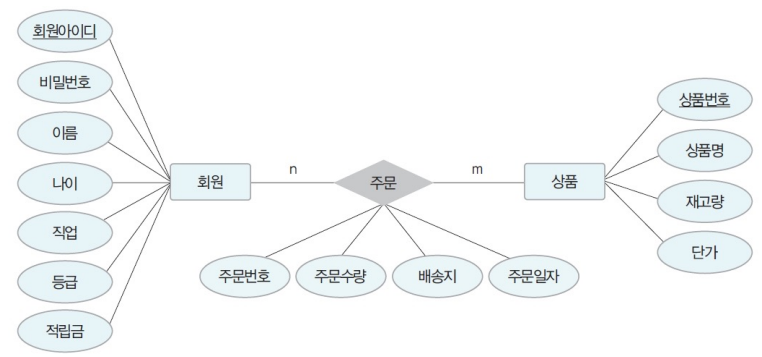 회원아이디
비밀번호
이름
나이
직업
등급
적립금
회원
n
주문
m
상품
주문번호
주문수량
배송지
주문일자
상품번호
상품명
재고량
단가